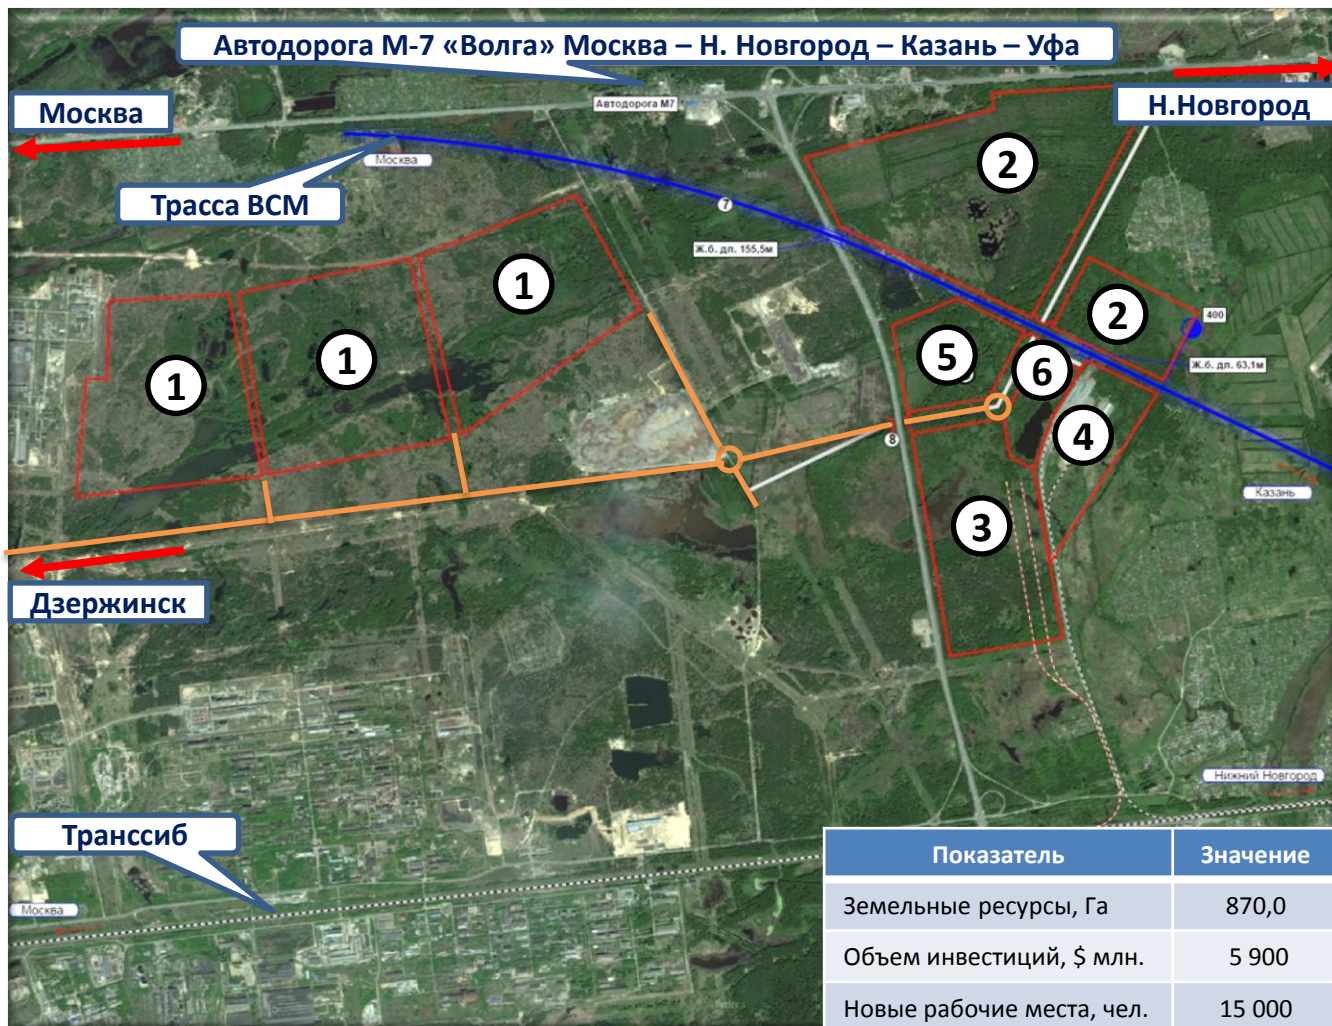 Автодорога М-7 «Волга» Москва – Н. Новгород – Казань – Уфа
Москва
Автодорога М7
Н.Новгород
Москва
Трасса ВСМ
2
7
Ж.б. дл. 155,5м
1
1
1
2
400
5
6
Ж.б. дл. 63,1м
4
8
3
Казань
Дзержинск
Нижний Новгород
Транссиб
Москва
Показатель Значение
Земельные ресурсы, Га 870,0
Объем инвестиций, $ млн. 5 900
Новые рабочие места, чел. 15 000